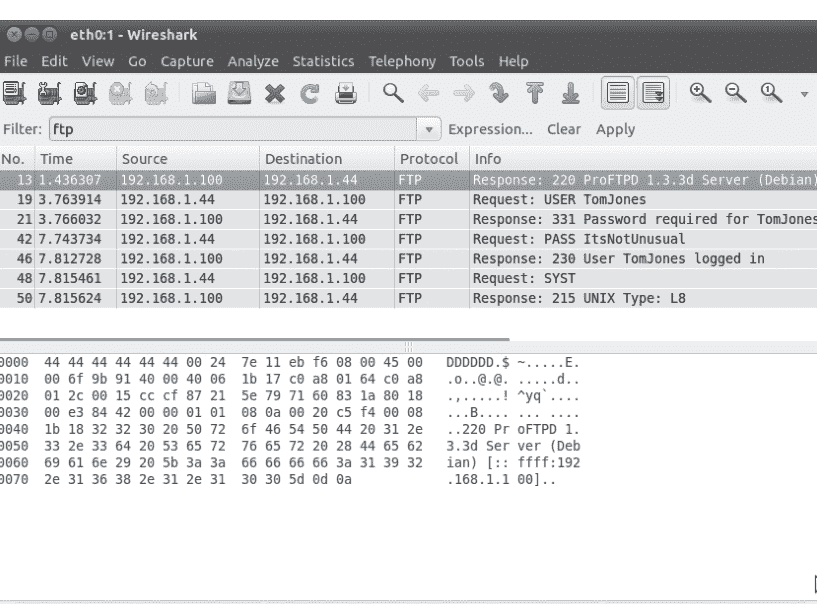 eth0:1 - Wireshark
File Edit View Go Capture Analyze Statistics Telephony Tools Help
Filter: ftp Expression... Clear Apply
No. Time Source Destination Protocol Info
13 1.436307 192.168.1.100 192.168.1.44 FTP Response: 220 ProFTPD 1.3.3d Server (Debian)
19 3.763914 192.168.1.44 192.168.1.100 FTP Request: USER TomJones
21 3.766032 192.168.1.100 192.168.1.44 FTP Response: 331 Password required for TomJones
42 7.743734 192.168.1.44 192.168.1.100 FTP Request: PASS ItsNotUnusual
46 7.812728 192.168.1.100 192.168.1.44 FTP Response: 230 User TomJones logged in
48 7.815461 192.168.1.44 192.168.1.100 FTP Request: SYST
50 7.815624 192.168.1.100 192.168.1.44 FTP Response: 215 UNIX Type: L8
0000 44 44 44 44 44 44 00 24 7e 11 eb f6 08 00 45 00 DDDDDD.$ ~.....E.
0010 00 6f 9b 91 40 00 40 06 1b 17 c0 a8 01 64 c0 a8 .o..@.@. .....d..
0020 01 2c 00 15 cc cf 87 21 5e 79 71 60 83 1a 80 18 .,.....! ^yq`....
0030 00 e3 84 42 00 00 01 01 08 0a 00 20 c5 f4 00 08 ...B.... ... ....
0040 1b 18 32 32 30 20 50 72 6f 46 54 50 44 20 31 2e ..220 Pr oFTPD 1.
0050 33 2e 33 64 20 53 65 72 76 65 72 20 28 44 65 62 3.3d Ser ver (Deb
0060 69 61 6e 29 20 5b 3a 3a 66 66 66 66 3a 31 39 32 ian) [:: ffff:192
0070 2e 31 36 38 2e 31 2e 31 30 30 5d 0d 0a .168.1.1 00]..